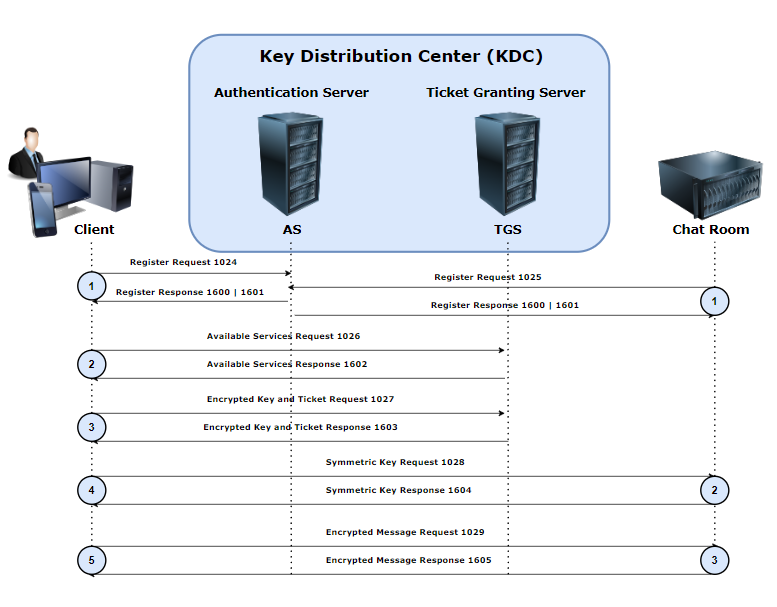 Key Distribution Center (KDC)
Authentication Server
Ticket Granting Server
Client
AS
TGS
Chat Room
Register Request 1024
Register Request 1025
1
Register Response 1600 | 1601
1
Register Response 1600 | 1601
Available Services Request 1026
2
Available Services Response 1602
Encrypted Key and Ticket Request 1027
3
Encrypted Key and Ticket Response 1603
Symmetric Key Request 1028
4
Symmetric Key Response 1604
2
Encrypted Message Request 1029
5
Encrypted Message Response 1605
3